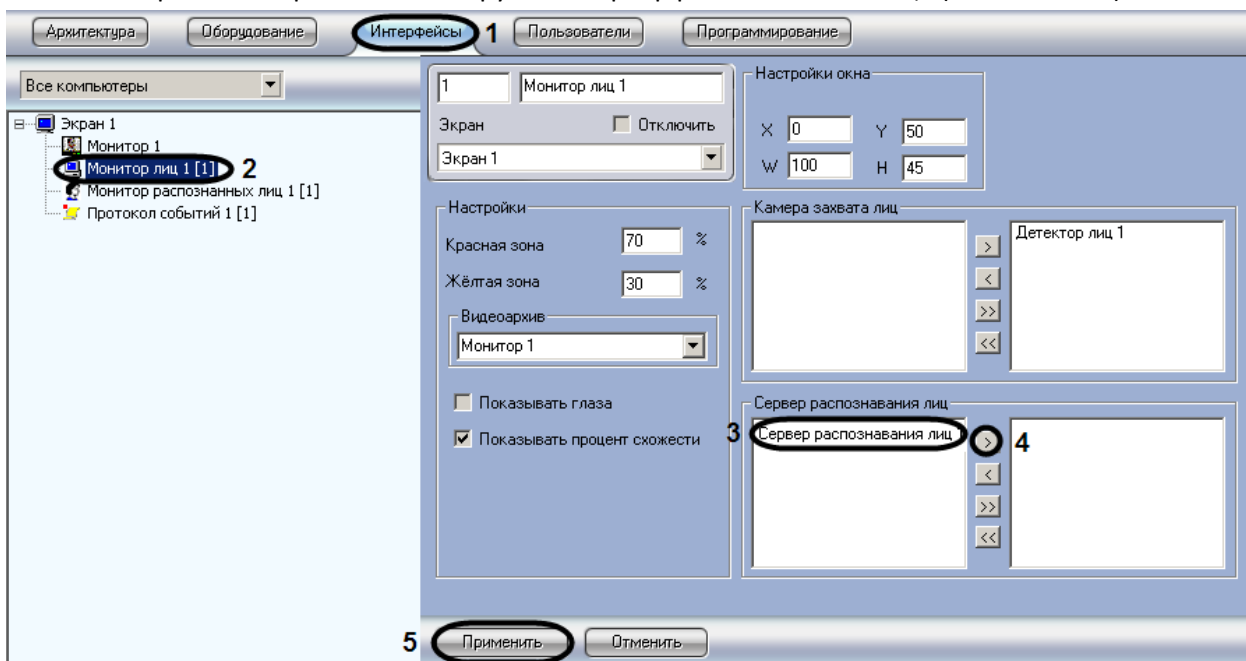 Архитектура Оборудование Интерфейсы 1 Пользователи Программирование
Все компьютеры
Экран 1
Монитор 1
Монитор лиц 1 [1] 2
Монитор распознанных лиц 1 [1]
Протокол событий 1 [1]
1 Монитор лиц 1
Экран Отключить
Экран 1
Настройки окна
X 0 Y 50
W 100 H 45
Настройки
Красная зона 70 %
Жёлтая зона 30 %
Видеоархив
Монитор 1
Показывать глаза
Показывать процент схожести
Камера захвата лиц
> Детектор лиц 1
<
>>
<<
Сервер распознавания лиц
3 Сервер распознавания лиц > 4
<
>>
<<
5 Применить Отменить